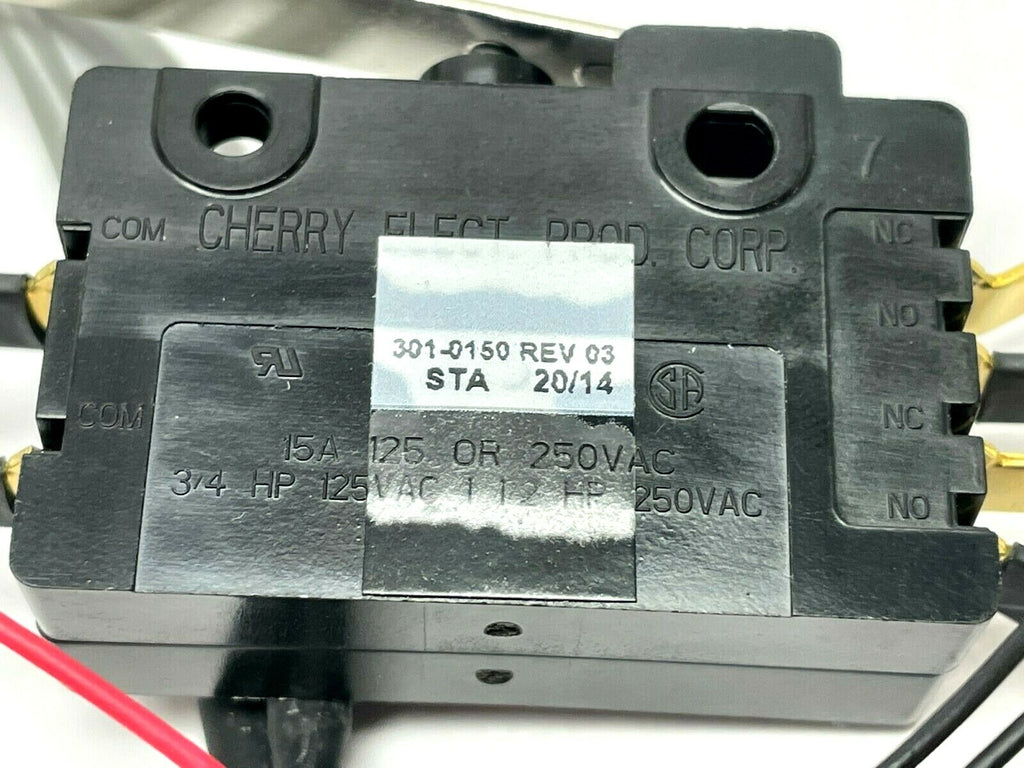 7
COM CHERRY ELECT. PROD. CORP. NC
NO
301-0150 REV 03
STA 20/14
COM NC
15A 125 OR 250VAC
3/4 HP 125VAC 1 1/2 HP 250VAC
NO